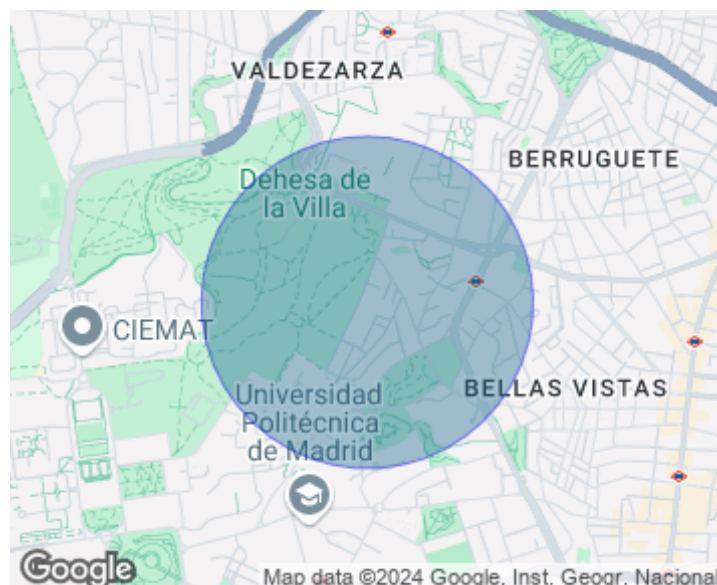 VALDEZARZA
BERRUGUETE
Dehesa de
la Villa
CIEMAT
BELLAS VISTAS
Universidad
Politécnica
de Madrid
Google
Map data ©2024 Google, Inst. Geogr. Nacional